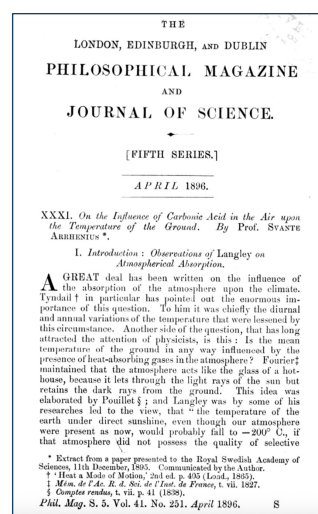 THE
LONDON, EDINBURGH, AND DUBLIN
PHILOSOPHICAL MAGAZINE
AND
JOURNAL OF SCIENCE.
[FIFTH SERIES.]
APRIL 1896.
XXXI. On the Influence of Carbonic Acid in the Air upon
the Temperature of the Ground. By Prof. SVANTE
ARRHENIUS *.
I. Introduction : Observations of Langley on
Atmospherical Absorption.
A GREAT deal has been written on the influence of
the absorption of the atmosphere upon the climate.
Tyndall † in particular has pointed out the enormous im-
portance of this question. To him it was chiefly the diurnal
and annual variations of the temperature that were lessened by
this circumstance. Another side of the question, that has long
attracted the attention of physicists, is this : Is the mean
temperature of the ground in any way influenced by the
presence of heat-absorbing gases in the atmosphere ? Fourier‡
maintained that the atmosphere acts like the glass of a hot-
house, because it lets through the light rays of the sun but
retains the dark rays from the ground. This idea was
elaborated by Pouillet § ; and Langley was by some of his
researches led to the view, that “ the temperature of the
earth under direct sunshine, even though our atmosphere
were present as now, would probably fall to −200° C., if
that atmosphere did not possess the quality of selective
* Extract from a paper presented to the Royal Swedish Academy of
Sciences, 11th December, 1895. Communicated by the Author.
† ‘ Heat a Mode of Motion,’ 2nd ed. p. 405 (Lond., 1865).
‡ Mém. de l’Ac. R. d. Sci. de l’Inst. de France, t. vii. 1827.
§ Comptes rendus, t. vii. p. 41 (1838).
Phil. Mag. S. 5. Vol. 41. No. 251. April 1896. S